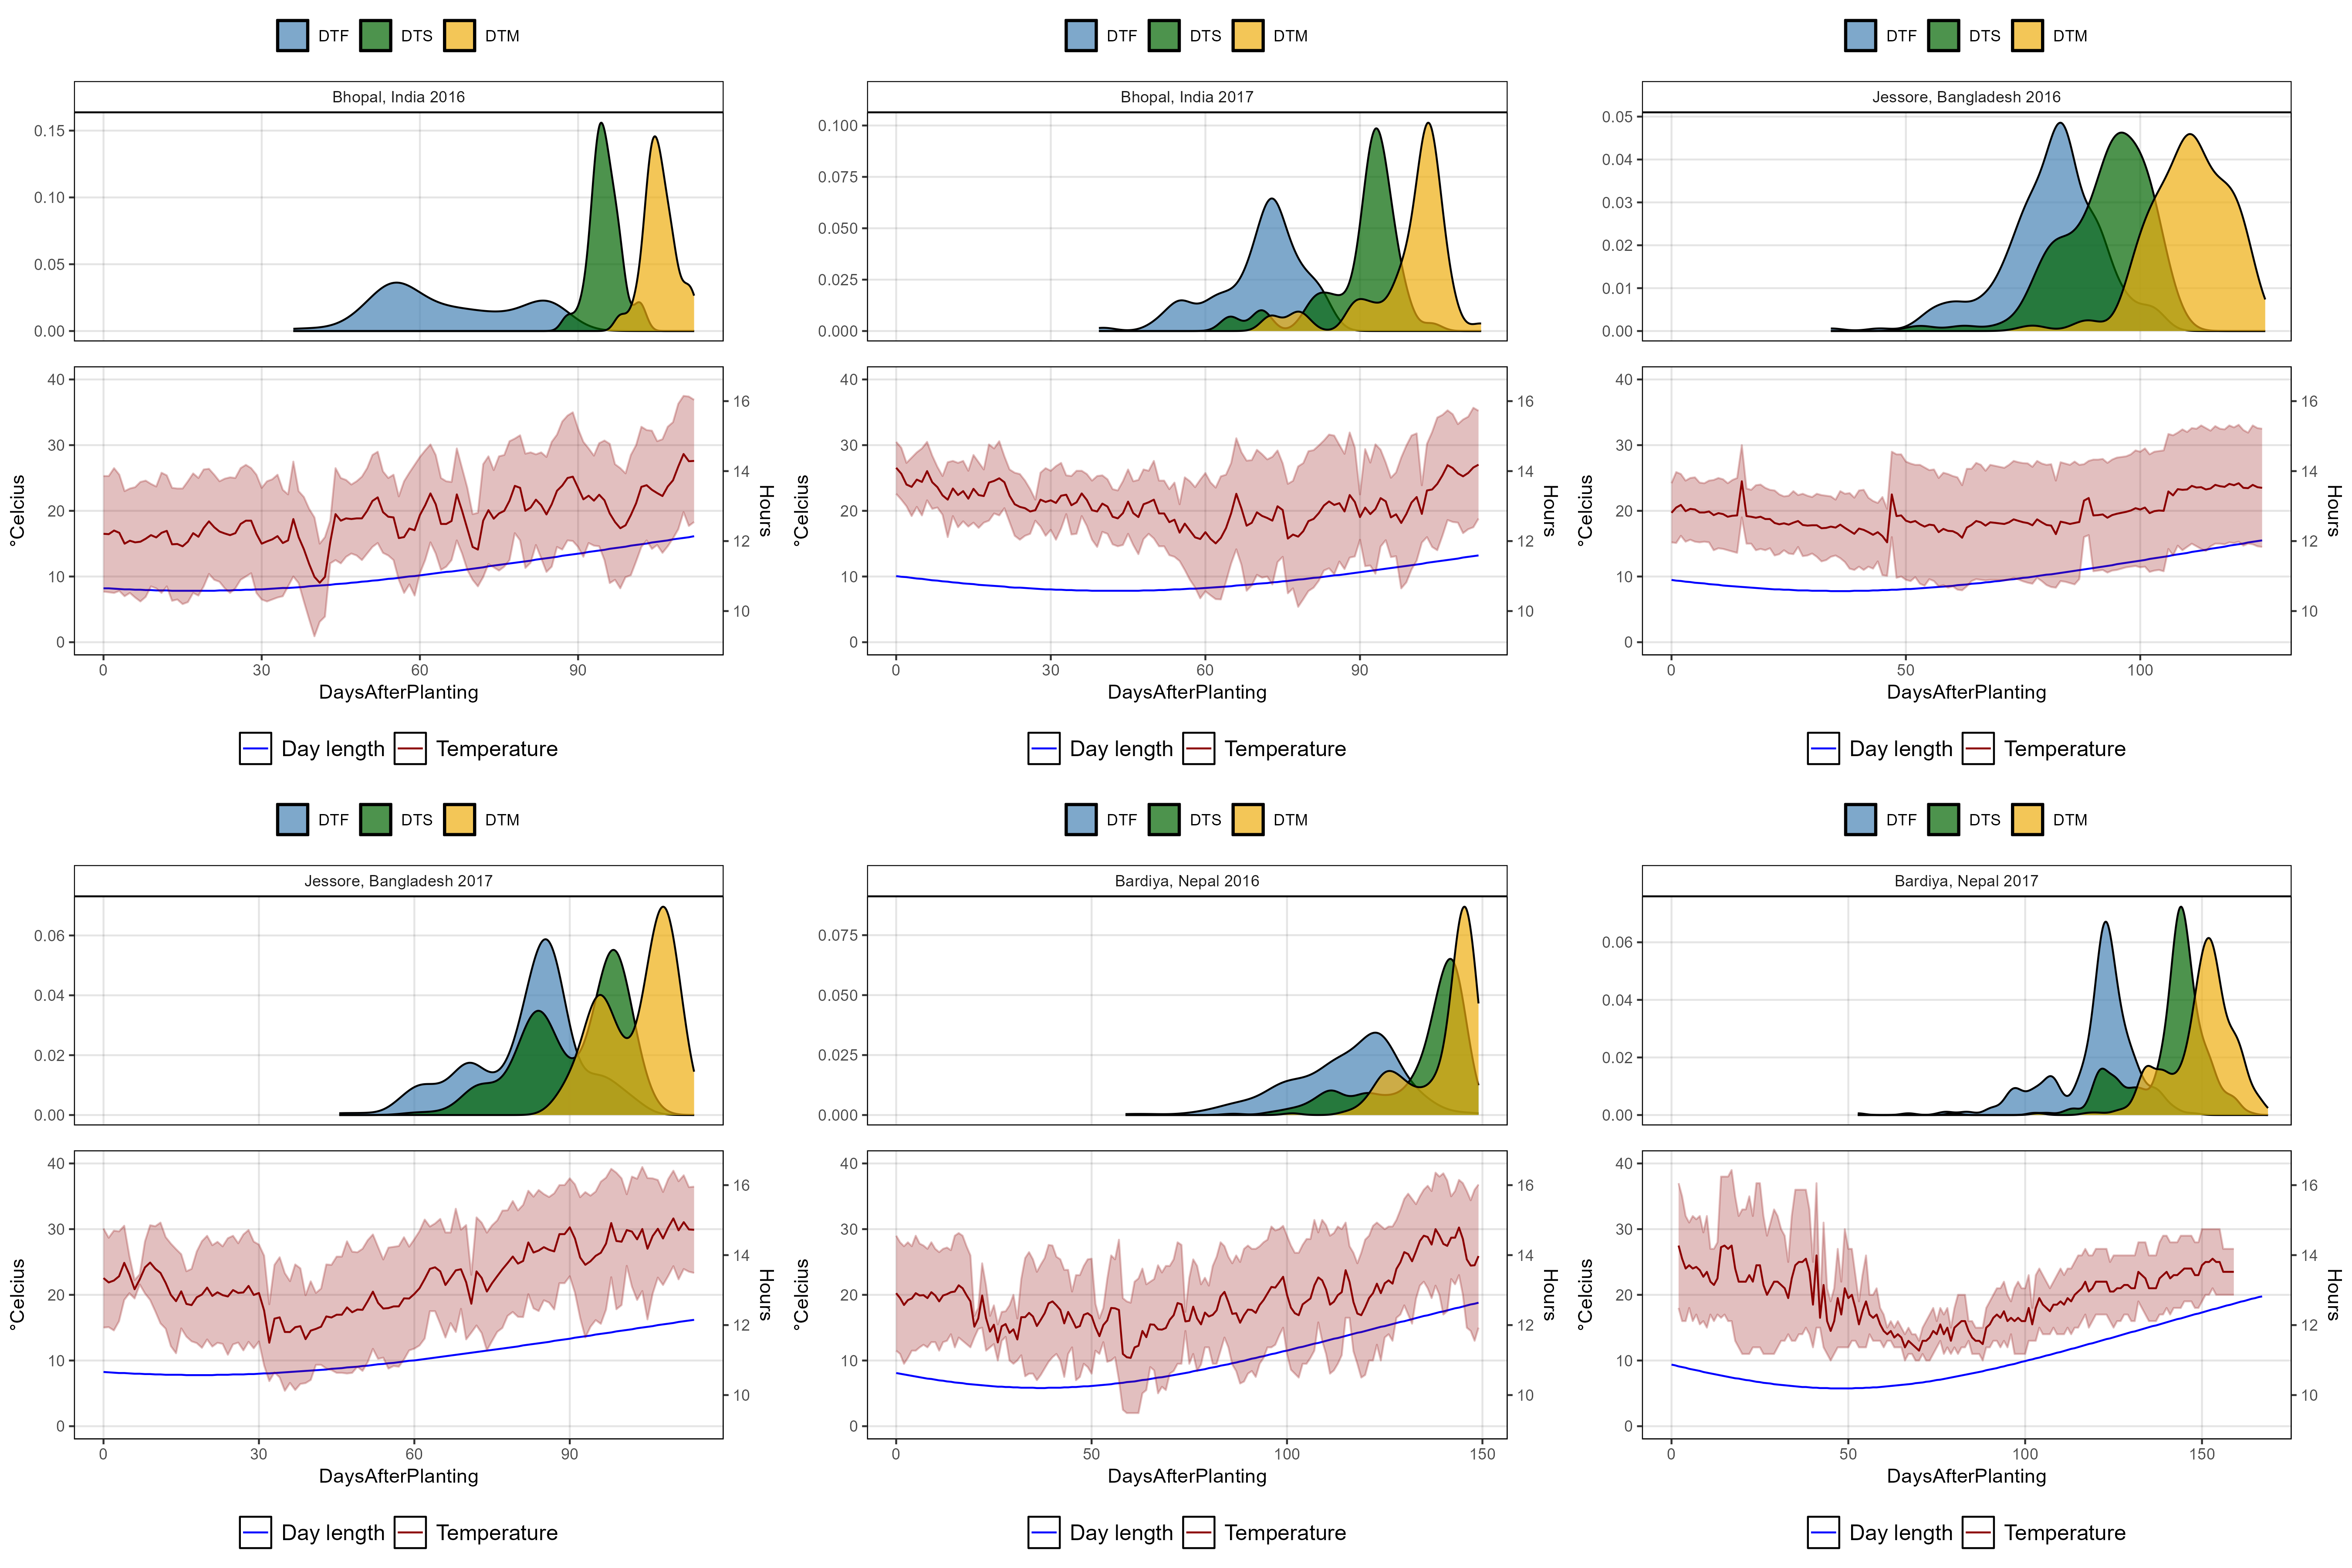 DTF DTS DTM
Bhopal, India 2016
0.15
0.10
0.05
0.00
40
30
20
10
0
°Celcius
16
14
12
10
Hours
0 30 60 90
DaysAfterPlanting
Day length Temperature
DTF DTS DTM
Bhopal, India 2017
0.100
0.075
0.050
0.025
0.000
40
30
20
10
0
°Celcius
16
14
12
10
Hours
0 30 60 90
DaysAfterPlanting
Day length Temperature
DTF DTS DTM
Jessore, Bangladesh 2016
0.05
0.04
0.03
0.02
0.01
0.00
40
30
20
10
0
°Celcius
16
14
12
10
Hours
0 50 100
DaysAfterPlanting
Day length Temperature
DTF DTS DTM
Jessore, Bangladesh 2017
0.06
0.04
0.02
0.00
40
30
20
10
0
°Celcius
16
14
12
10
Hours
0 30 60 90
DaysAfterPlanting
Day length Temperature
DTF DTS DTM
Bardiya, Nepal 2016
0.075
0.050
0.025
0.000
40
30
20
10
0
°Celcius
16
14
12
10
Hours
0 50 100 150
DaysAfterPlanting
Day length Temperature
DTF DTS DTM
Bardiya, Nepal 2017
0.06
0.04
0.02
0.00
40
30
20
10
0
°Celcius
16
14
12
10
Hours
0 50 100 150
DaysAfterPlanting
Day length Temperature